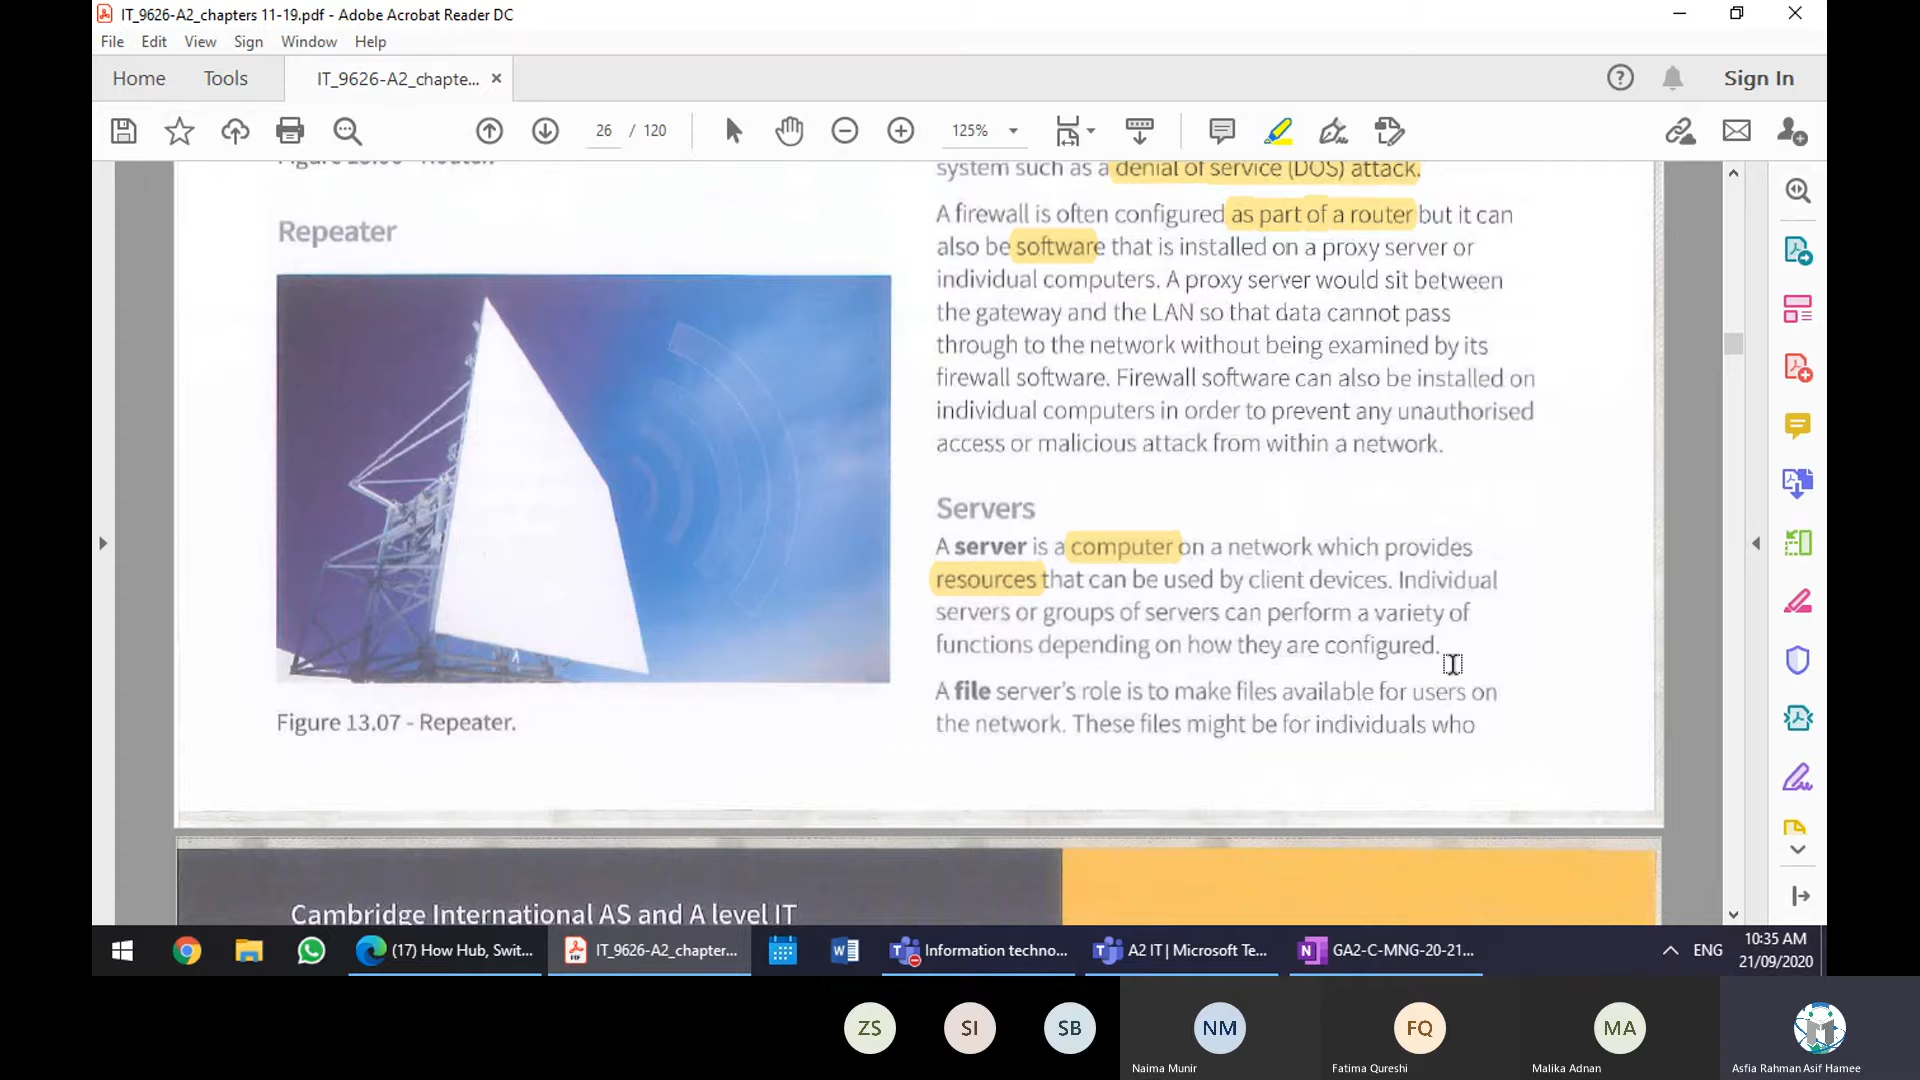 IT_9626-A2_chapters 11-19.pdf - Adobe Acrobat Reader DC
File Edit View Sign Window Help
Home Tools IT_9626-A2_chapte... × Sign In
26 / 120 125%
Figure 13.06 - Router.
Repeater
Figure 13.07 - Repeater.
system such as a denial of service (DOS) attack.
A firewall is often configured as part of a router but it can
also be software that is installed on a proxy server or
individual computers. A proxy server would sit between
the gateway and the LAN so that data cannot pass
through to the network without being examined by its
firewall software. Firewall software can also be installed on
individual computers in order to prevent any unauthorised
access or malicious attack from within a network.
Servers
A server is a computer on a network which provides
resources that can be used by client devices. Individual
servers or groups of servers can perform a variety of
functions depending on how they are configured.
A file server's role is to make files available for users on
the network. These files might be for individuals who
Cambridge International AS and A level IT
(17) How Hub, Swit... IT_9626-A2_chapter... Information techno... A2 IT | Microsoft Te... GA2-C-MNG-20-21... ENG 10:35 AM
21/09/2020
ZS SI SB NM FQ MA
Naima Munir Fatima Qureshi Malika Adnan Asfia Rahman Asif Hamee